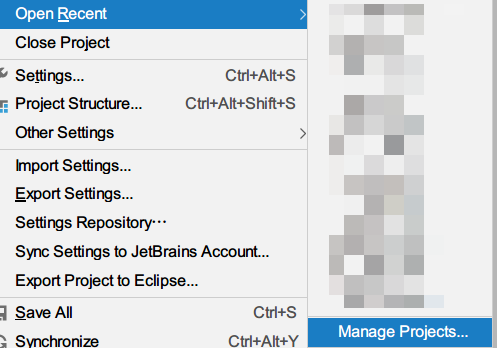 Open Recent
Close Project
Settings... Ctrl+Alt+S
Project Structure... Ctrl+Alt+Shift+S
Other Settings
Import Settings...
Export Settings...
Settings Repository···
Sync Settings to JetBrains Account...
Export Project to Eclipse...
Save All Ctrl+S
Synchronize Ctrl+Alt+Y
Manage Projects...